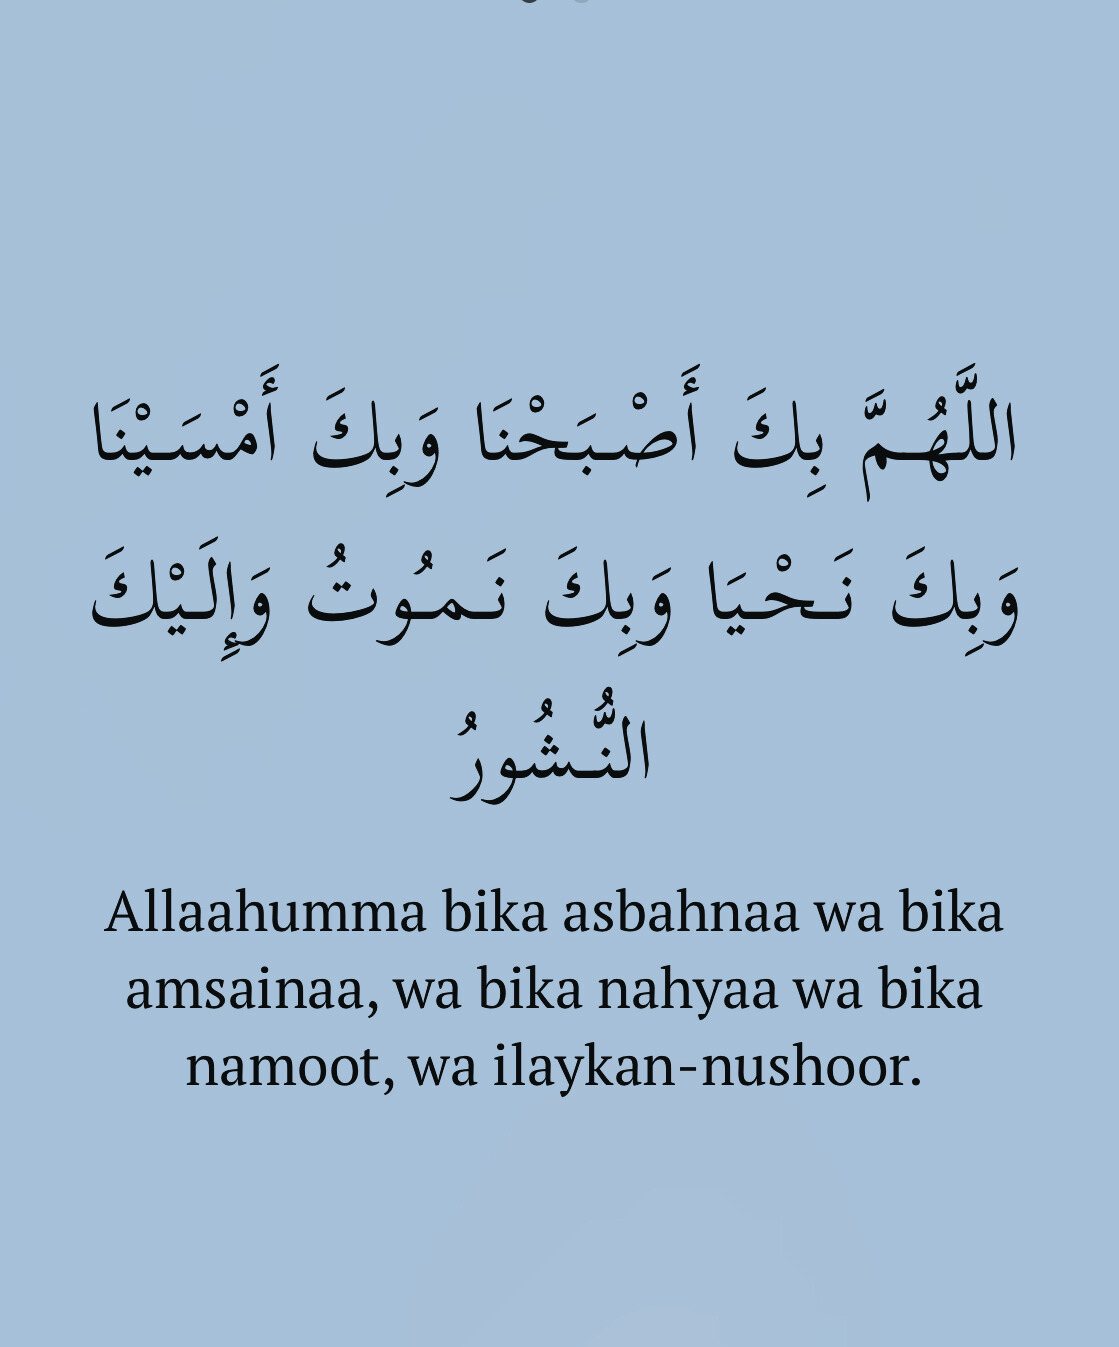 اللَّهُمَّ بِكَ أَصْبَحْنَا وَبِكَ أَمْسَيْنَا
وَبِكَ نَحْيَا وَبِكَ نَمُوتُ وَإِلَيْكَ
النُّشُورُ
Allaahumma bika asbahnaa wa bika
amsainaa, wa bika nahyaa wa bika
namoot, wa ilaykan-nushoor.